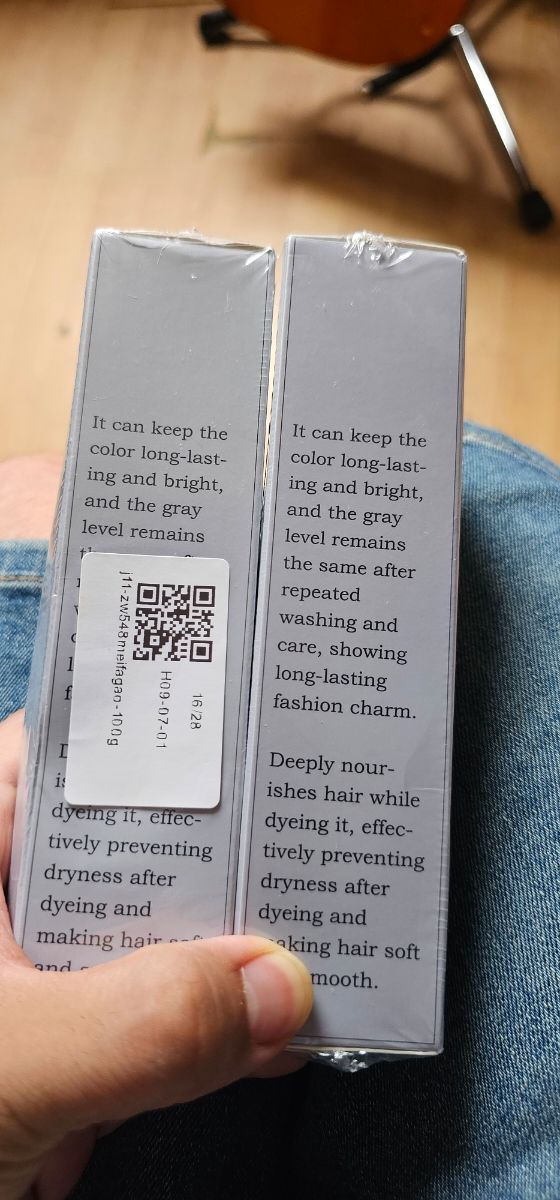 It can keep the
color long-last-
ing and bright,
and the gray
level remains
j11-zw548meifagao-100g
H09-07-01
16/28
dyeing it, effec-
tively preventing
dryness after
dyeing and
making hair soft
and
It can keep the
color long-last-
ing and bright,
and the gray
level remains
the same after
repeated
washing and
care, showing
long-lasting
fashion charm.
Deeply nour-
ishes hair while
dyeing it, effec-
tively preventing
dryness after
dyeing and
making hair soft
smooth.